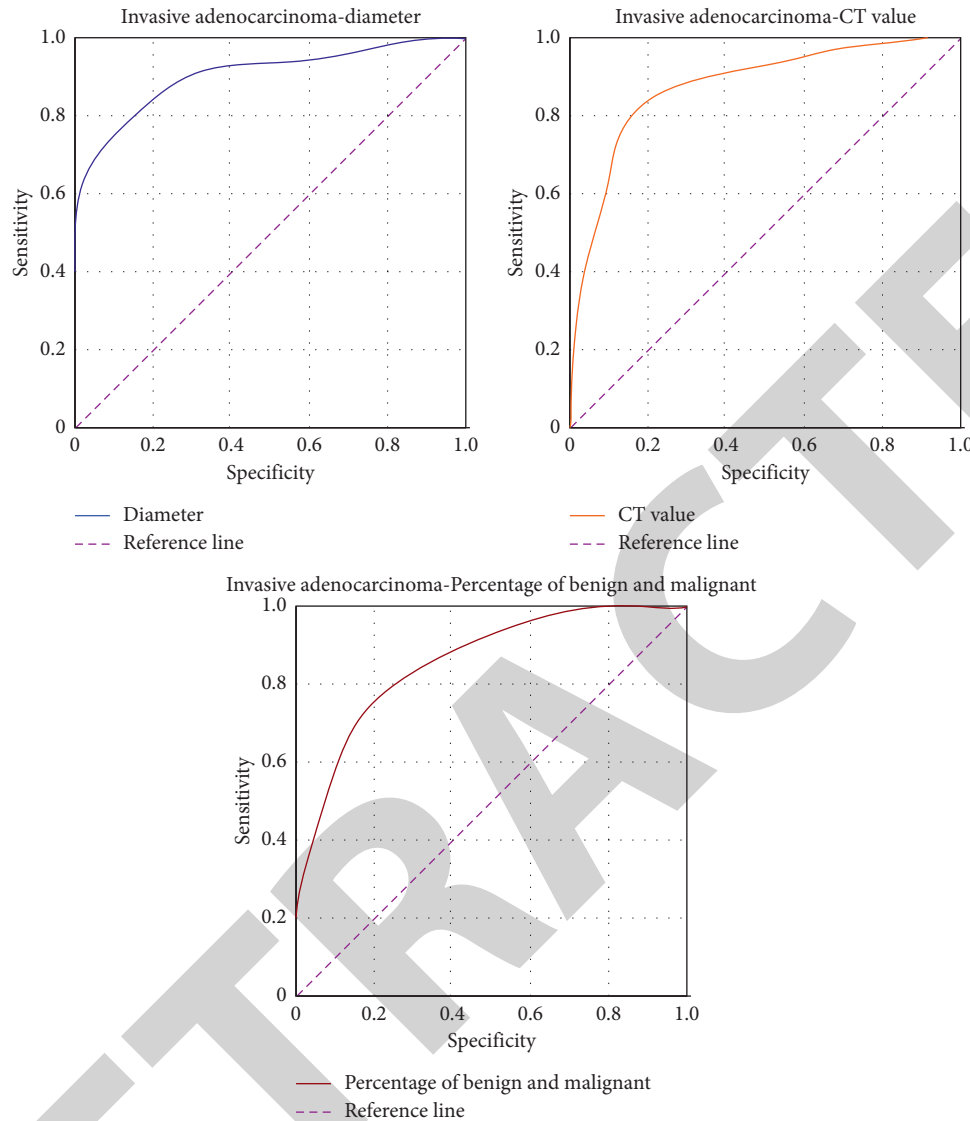 Invasive adenocarcinoma-diameter
1.0
0.8
0.6
0.4
0.2
0
Sensitivity
0 0.2 0.4 0.6 0.8 1.0
Specificity
Diameter
Reference line
Invasive adenocarcinoma-CT value
1.0
0.8
0.6
0.4
0.2
0
Sensitivity
0 0.2 0.4 0.6 0.8 1.0
Specificity
CT value
Reference line
Invasive adenocarcinoma-Percentage of benign and malignant
1.0
0.8
0.6
0.4
0.2
0
Sensitivity
0 0.2 0.4 0.6 0.8 1.0
Specificity
Percentage of benign and malignant
Reference line
TRACTE